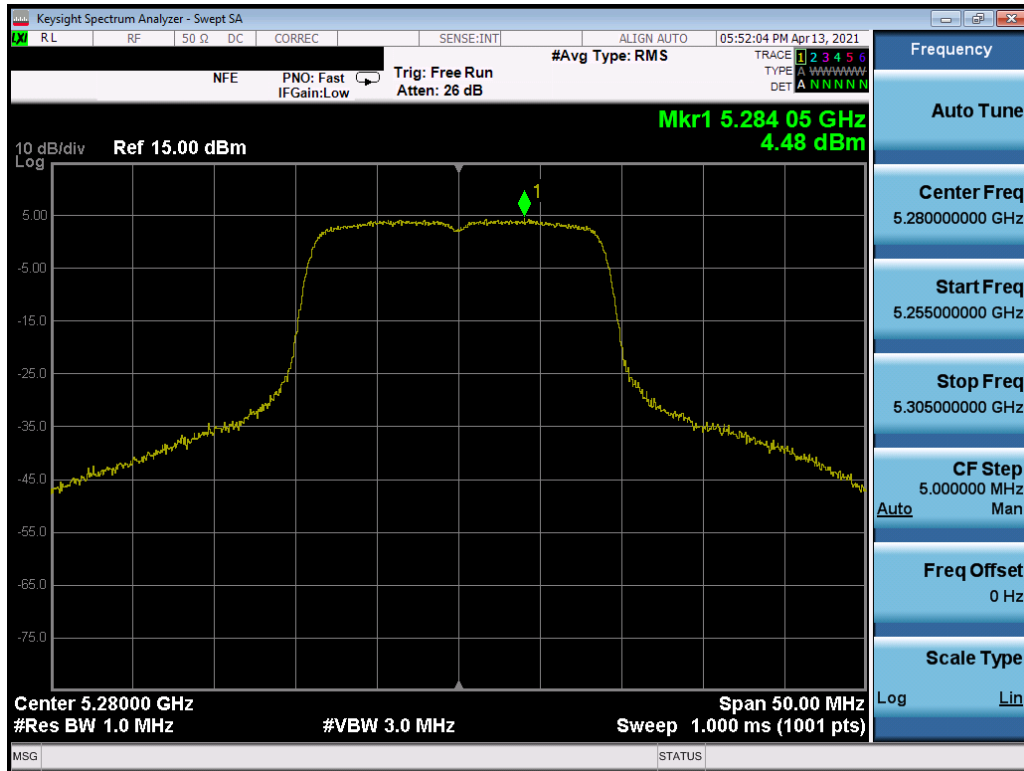 Keysight Spectrum Analyzer - Swept SA
LXI RL RF 50 Ω DC CORREC SENSE:INT ALIGN AUTO 05:52:04 PM Apr 13, 2021
NFE PNO: Fast Trig: Free Run #Avg Type: RMS TRACE 1 2 3 4 5 6
IFGain:Low Atten: 26 dB TYPE A WWWWW
DET A N N N N N
Mkr1 5.284 05 GHz
4.48 dBm
10 dB/div Ref 15.00 dBm
Log
1
5.00
-5.00
-15.0
-25.0
-35.0
-45.0
-55.0
-65.0
-75.0
Center 5.28000 GHz Span 50.00 MHz
#Res BW 1.0 MHz #VBW 3.0 MHz Sweep 1.000 ms (1001 pts)
MSG STATUS
Frequency
Auto Tune
Center Freq
5.280000000 GHz
Start Freq
5.255000000 GHz
Stop Freq
5.305000000 GHz
CF Step
5.000000 MHz
Auto Man
Freq Offset
0 Hz
Scale Type
Log Lin